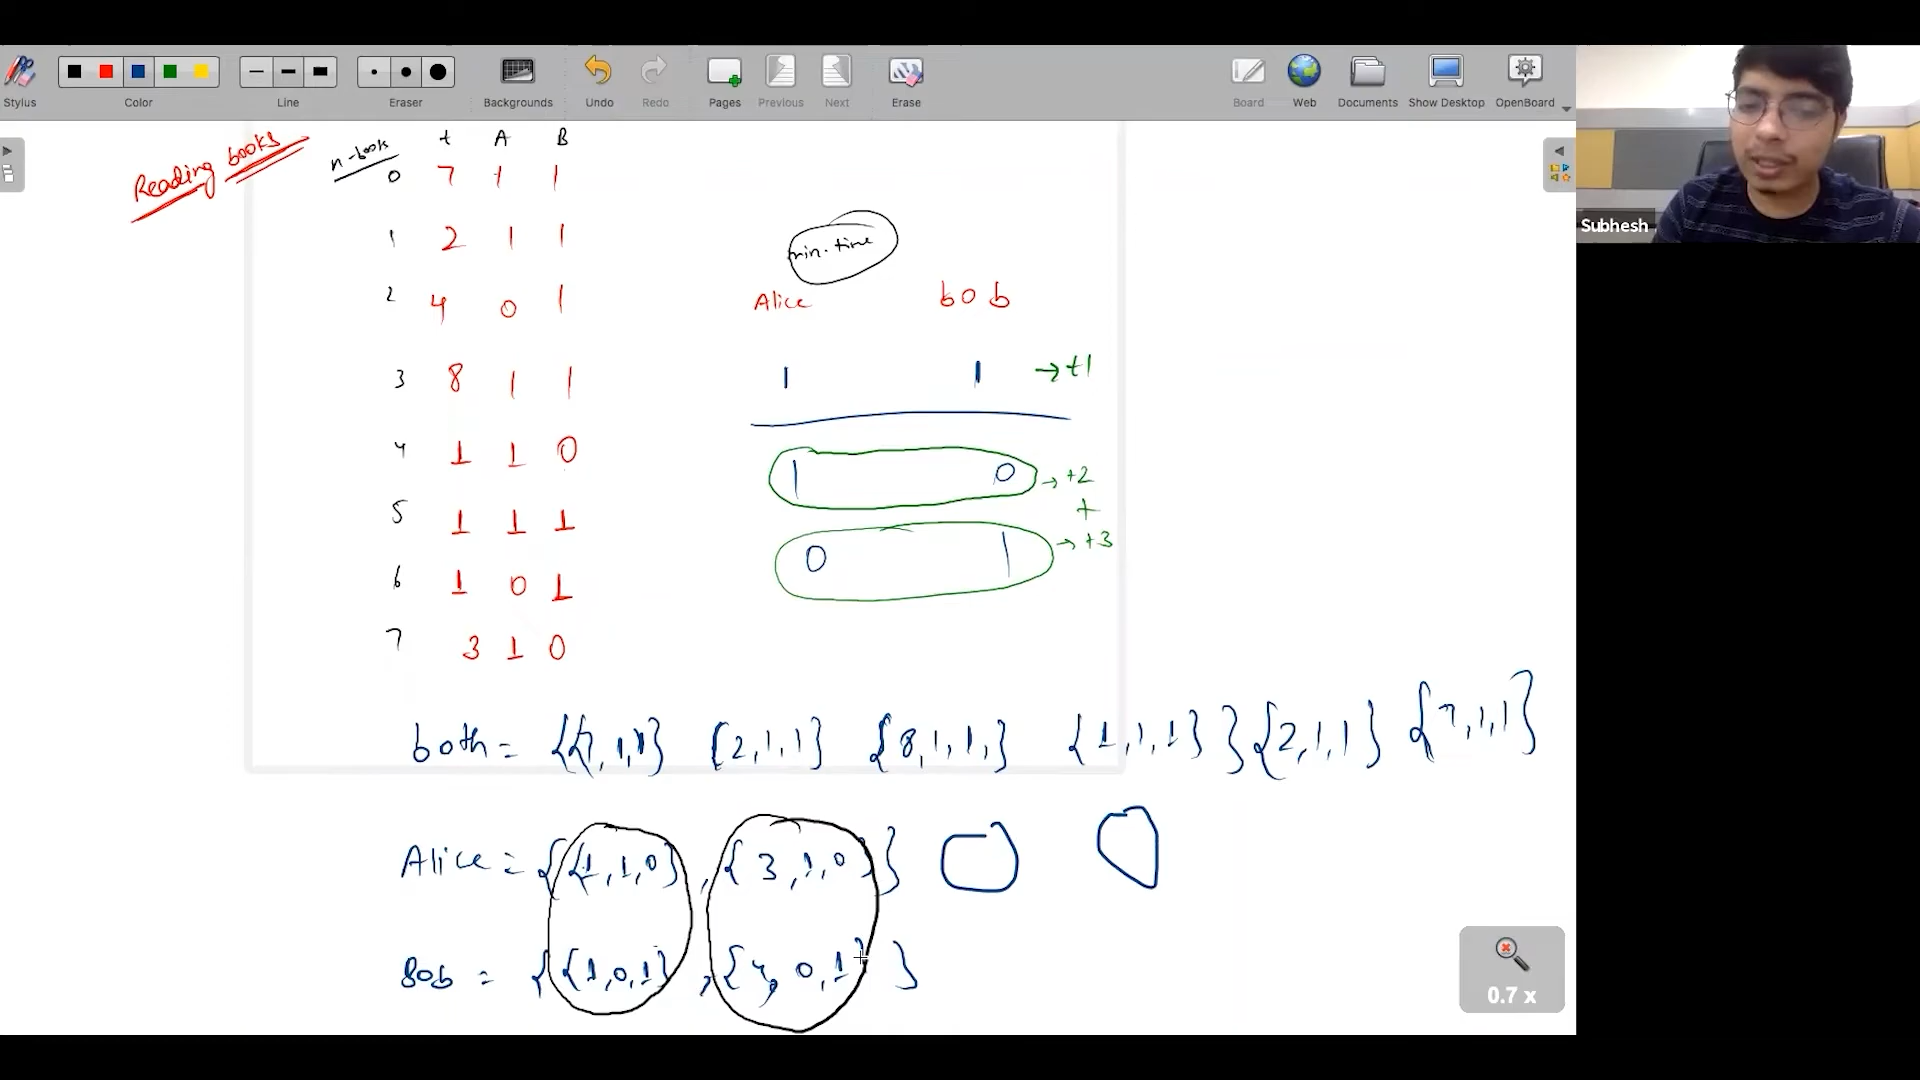 Stylus
Color
Line
Eraser
Backgrounds
Undo
Redo
Pages
Previous
Next
Erase
Board
Web
Documents
Show Desktop
OpenBoard
Subhesh
Reading books
n-books t A B
0 7 1 1
1 2 1 1
2 4 0 1
3 8 1 1
4 1 1 0
5 1 1 1
6 1 0 1
7 3 1 0
min. time
Alice bob
1 1 → t1
1 0 → +2
+
0 1 → +3
both = {{7, 1, 1} {2, 1, 1} {8, 1, 1, } {1, 1, 1} } {2, 1, 1} {7, 1, 1}
Alice = {{1, 1, 0} , {3, 1, 0} }
Bob = {{1, 0, 1} , {4, 0, 1} }
0.7 x